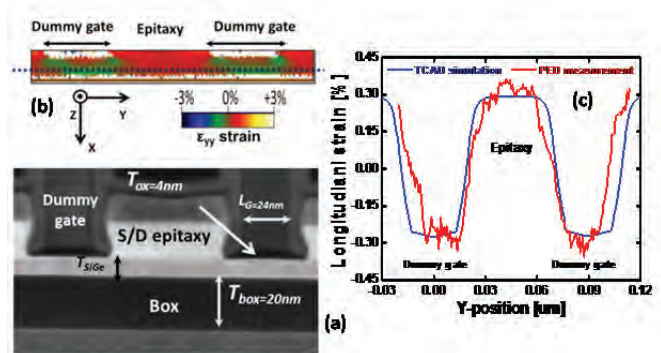 Dummy gate Epitaxy Dummy gate
(b)
Z Y
X
-3% 0% +3%
εyy strain
Dummy gate
Tox=4nm
LG=24nm
S/D epitaxy
TSiGe
Box
Tbox=20nm
(a)
TCAD simulation PED measurement
(c)
Epitaxy
Dummy gate Dummy gate
Longitudianl strain [%]
0.45
0.30
0.15
0.00
-0.15
-0.30
-0.45
-0.03 0.00 0.03 0.06 0.09 0.12
Y-position [um]